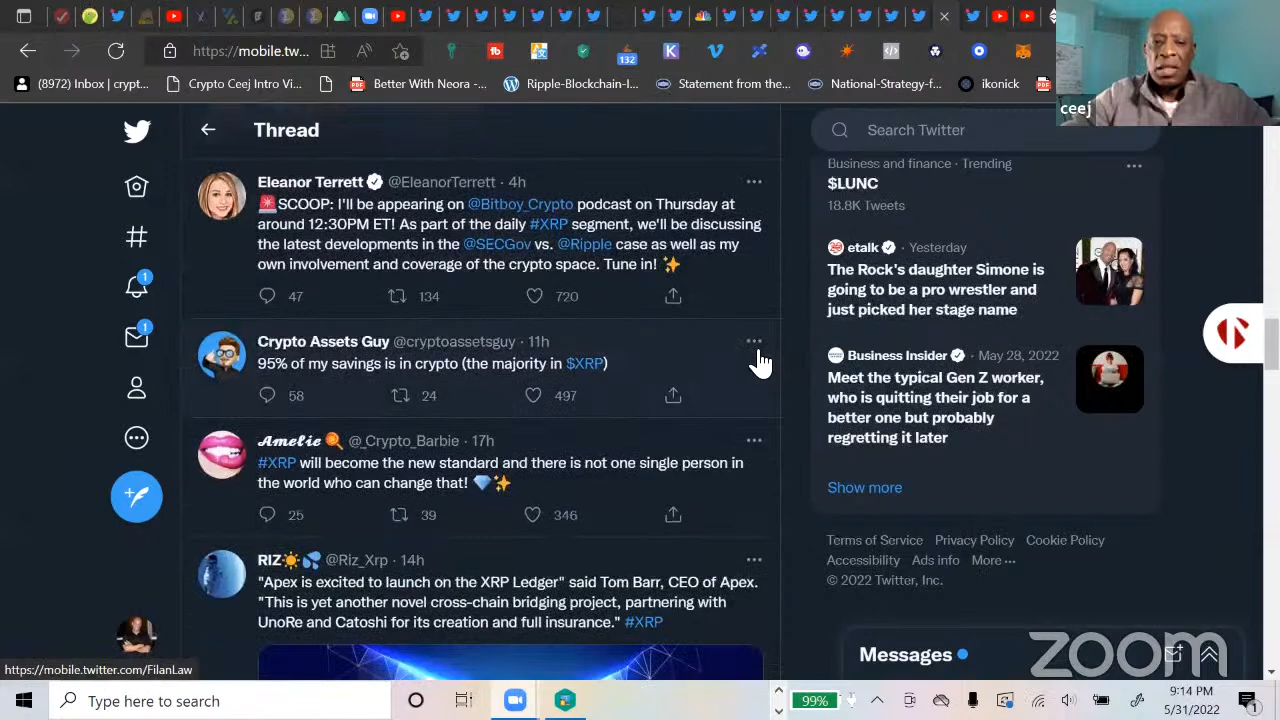 https://mobile.tw...
132
(8972) Inbox | crypt...
Crypto Ceej Intro Vi...
PDF
Better With Neora-...
Ripple-Blockchain-I...
Statement from the...
National-Strategy-f...
ikonick
PDF
ceej
Thread
Search Twitter
Eleanor Terrett @EleanorTerrett · 4h
🚨SCOOP: I'll be appearing on @Bitboy_Crypto podcast on Thursday at
around 12:30PM ET! As part of the daily #XRP segment, we'll be discussing
the latest developments in the @SECGov vs. @Ripple case as well as my
own involvement and coverage of the crypto space. Tune in! ✨
47 134 720
Crypto Assets Guy @cryptoassetsguy · 11h
95% of my savings is in crypto (the majority in $XRP)
58 24 497
Amelie 🍭 @_Crypto_Barbie · 17h
#XRP will become the new standard and there is not one single person in
the world who can change that! 💎✨
25 39 346
RIZ☀️💦 @Riz_Xrp · 14h
"Apex is excited to launch on the XRP Ledger" said Tom Barr, CEO of Apex.
"This is yet another novel cross-chain bridging project, partnering with
UnoRe and Catoshi for its creation and full insurance." #XRP
1
1
Business and finance · Trending
$LUNC
18.8K Tweets
etalk · Yesterday
The Rock's daughter Simone is
going to be a pro wrestler and
just picked her stage name
Business Insider · May 28, 2022
Meet the typical Gen Z worker,
who is quitting their job for a
better one but probably
regretting it later
Show more
Terms of Service Privacy Policy Cookie Policy
Accessibility Ads info More ···
© 2022 Twitter, Inc.
Messages
zoom
https://mobile.twitter.com/FilanLaw
Type here to search
99%
9:14 PM
5/31/2022
1